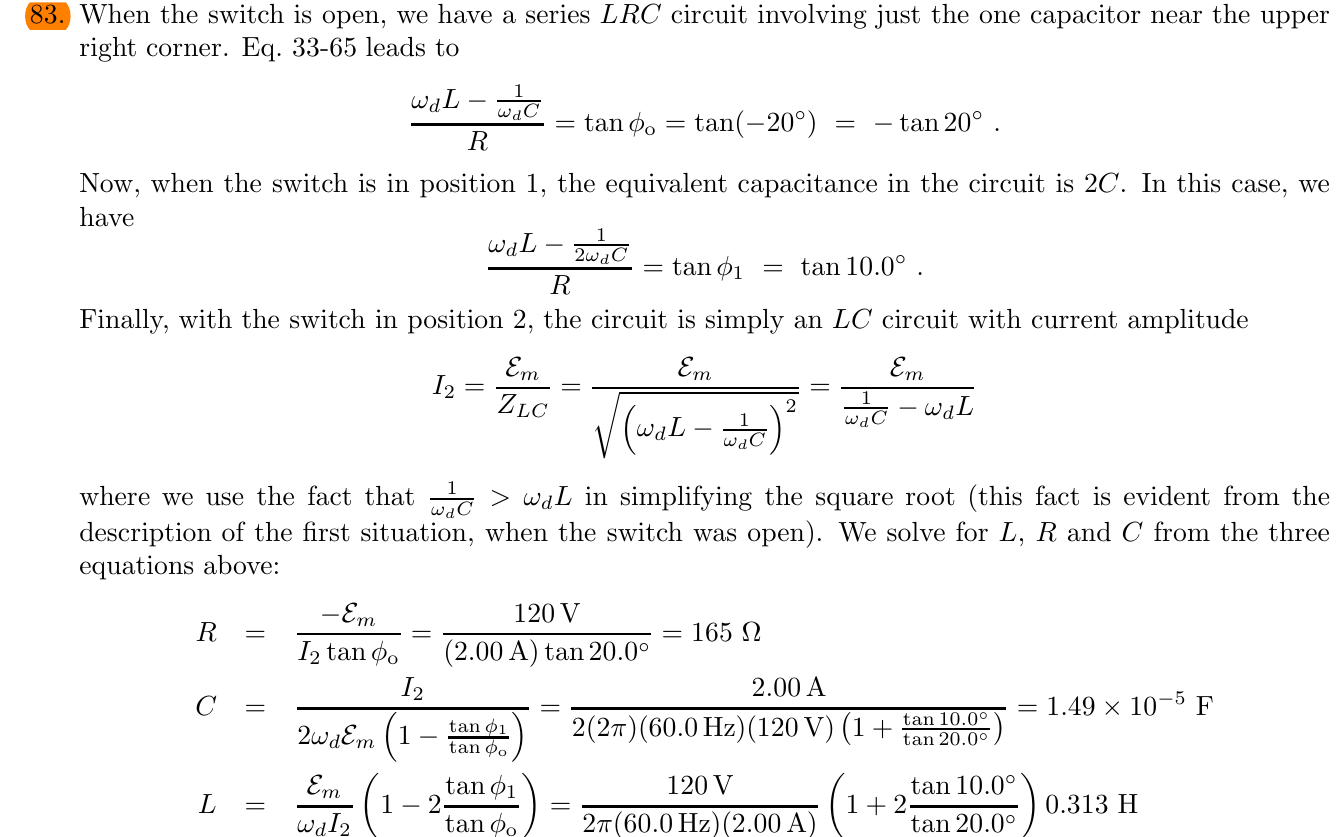 83. When the switch is open, we have a series LRC circuit involving just the one capacitor near the upper
right corner. Eq. 33-65 leads to
\frac{\omega_d L - \frac{1}{\omega_d C}}{R} = \tan\phi_o = \tan(-20°) = -\tan 20° .
Now, when the switch is in position 1, the equivalent capacitance in the circuit is 2C. In this case, we
have
\frac{\omega_d L - \frac{1}{2\omega_d C}}{R} = \tan\phi_1 = \tan 10.0° .
Finally, with the switch in position 2, the circuit is simply an LC circuit with current amplitude
I_2 = \frac{\mathcal{E}_m}{Z_{LC}} = \frac{\mathcal{E}_m}{\sqrt{\left(\omega_d L - \frac{1}{\omega_d C}\right)^2}} = \frac{\mathcal{E}_m}{\frac{1}{\omega_d C} - \omega_d L}
where we use the fact that \frac{1}{\omega_d C} > \omega_d L in simplifying the square root (this fact is evident from the
description of the first situation, when the switch was open). We solve for L, R and C from the three
equations above:
R = \frac{-\mathcal{E}_m}{I_2 \tan\phi_o} = \frac{120 V}{(2.00 A) \tan 20.0°} = 165 Ω
C = \frac{I_2}{2\omega_d \mathcal{E}_m \left(1 - \frac{\tan\phi_1}{\tan\phi_o}\right)} = \frac{2.00 A}{2(2\pi)(60.0 Hz)(120 V)\left(1 + \frac{\tan 10.0°}{\tan 20.0°}\right)} = 1.49 × 10^{-5} F
L = \frac{\mathcal{E}_m}{\omega_d I_2}\left(1 - 2\frac{\tan\phi_1}{\tan\phi_o}\right) = \frac{120 V}{2\pi(60.0 Hz)(2.00 A)}\left(1 + 2\frac{\tan 10.0°}{\tan 20.0°}\right) 0.313 H